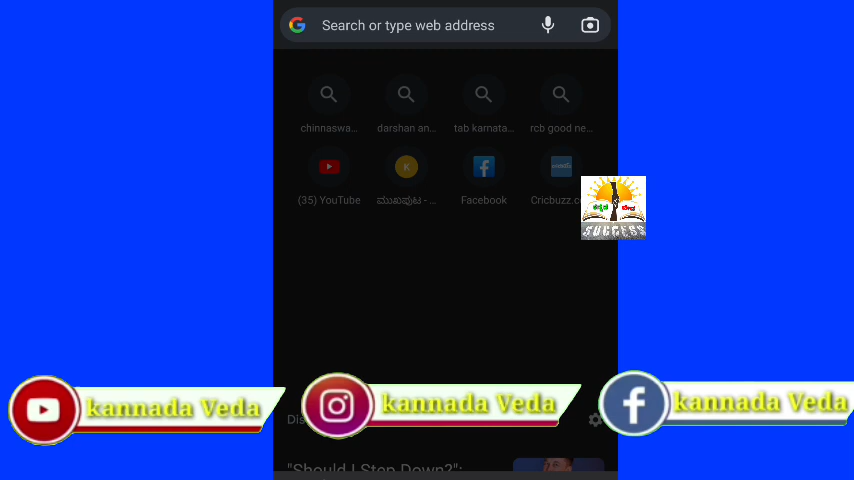 Search or type web address
chinnaswa...
darshan an...
tab karnata...
rcb good ne...
K
(35) YouTube
ಮುಖಪುಟ - ...
Facebook
SUCCESS
kannada Veda
kannada Veda
kannada Veda
"Should I Step Down?":